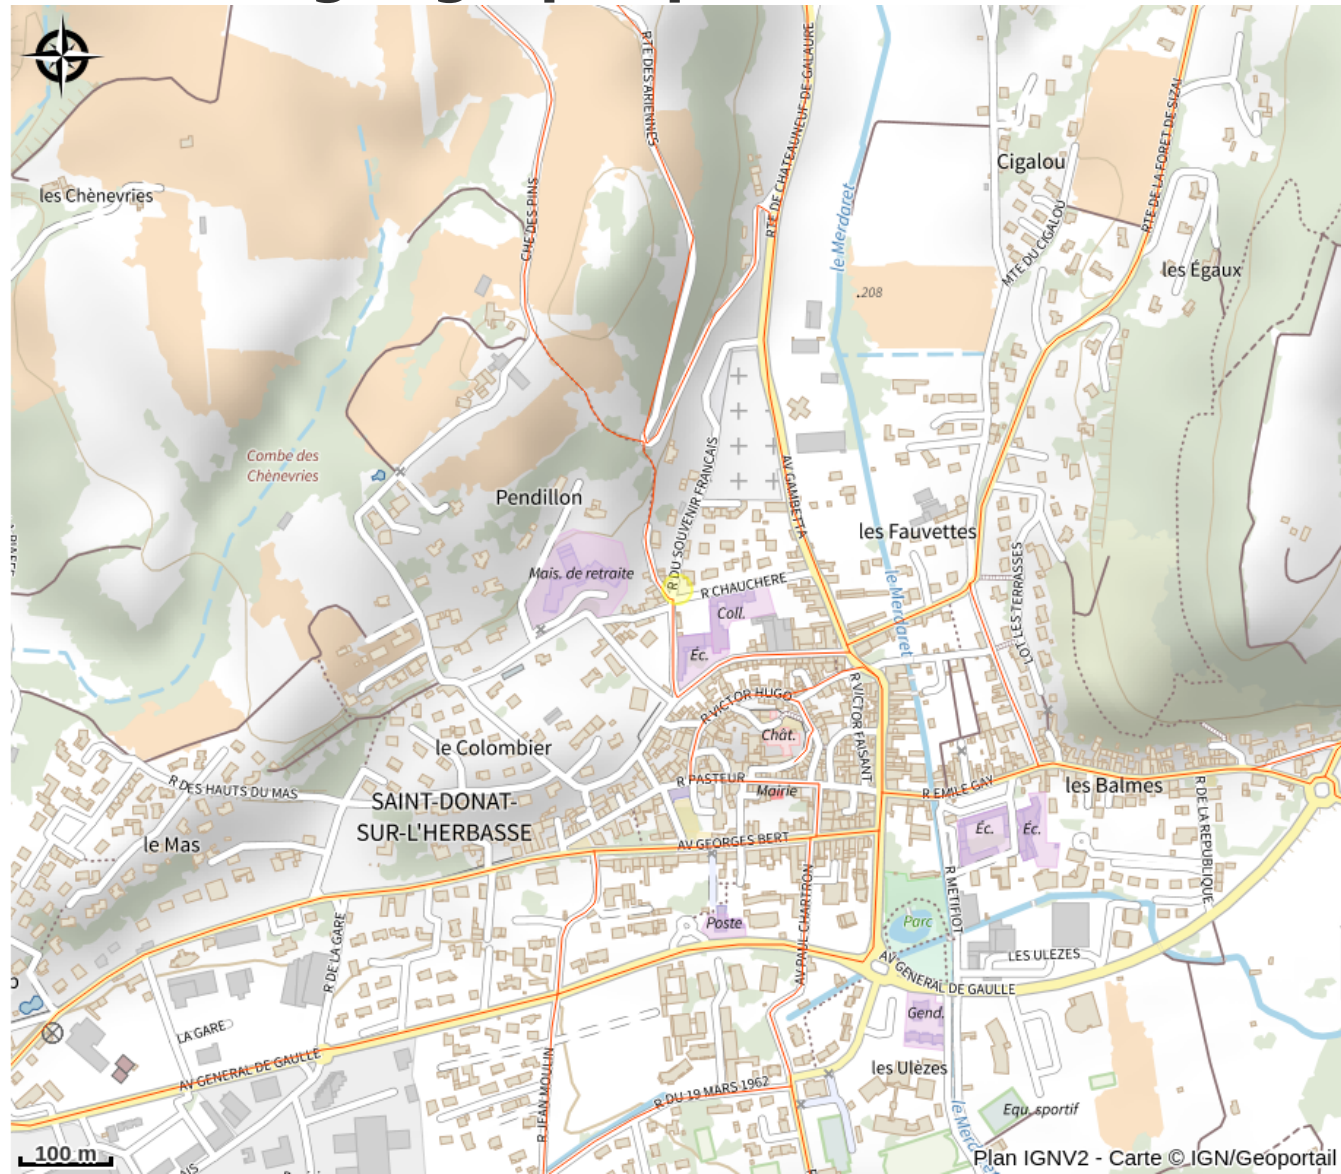 RTE DES ARIENNES
RTE DE CHATEAUNEUF DE GALAURE
RTE DE LA FORET DE SIZAI
Cigalou
les Chènevries
CHE DES PINS
le Merdaret
MTE DU CIGALOU
les Égaux
.208
Combe des
Chènevries
Pendillon
R DU SOUVENIR FRANCAIS
AV GAMBETTA
les Fauvettes
Mais. de retraite
R CHAUCHERE
le Merdaret
LOT LES TERRASSES
Coll.
Éc.
R VICTOR HUGO
R VICTOR FAISANT
Chât.
le Colombier
R PASTEUR
Mairie
R EMILE GAY
les Balmes
R DES HAUTS DU MAS
SAINT-DONAT-
SUR-L'HERBASSE
R DE LA REPUBLIQUE
le Mas
AV GEORGES BERT
Éc.
Éc.
R METIFIOT
AV PAUL CHARTRON
Poste
Parc
R DE LA GARE
LES ULEZES
AV GENERAL DE GAULLE
LA GARE
Gend.
AV GENERAL DE GAULLE
les Ulèzes
R JEAN MOULIN
R DU 19 MARS 1962
Equ. sportif
100 m
Plan IGNV2 - Carte © IGN/Geoportail